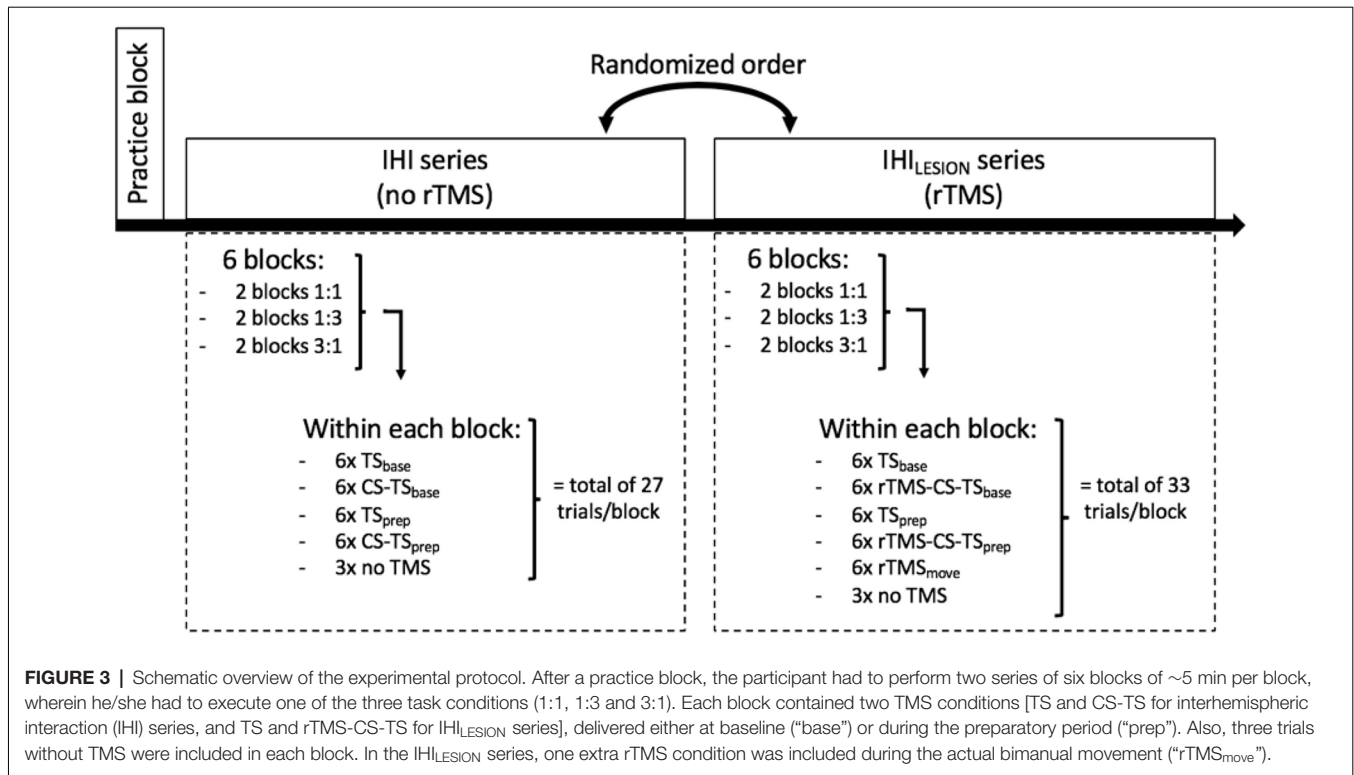 Practice block
Randomized order
IHI series
(no rTMS)
IHILESION series
(rTMS)
6 blocks:
- 2 blocks 1:1
- 2 blocks 1:3
- 2 blocks 3:1
Within each block:
- 6x TSbase
- 6x CS-TSbase
- 6x TSprep
- 6x CS-TSprep
- 3x no TMS
= total of 27
trials/block
6 blocks:
- 2 blocks 1:1
- 2 blocks 1:3
- 2 blocks 3:1
Within each block:
- 6x TSbase
- 6x rTMS-CS-TSbase
- 6x TSprep
- 6x rTMS-CS-TSprep
- 6x rTMSmove
- 3x no TMS
= total of 33
trials/block
FIGURE 3 | Schematic overview of the experimental protocol. After a practice block, the participant had to perform two series of six blocks of ~5 min per block,
wherein he/she had to execute one of the three task conditions (1:1, 1:3 and 3:1). Each block contained two TMS conditions [TS and CS-TS for interhemispheric
interaction (IHI) series, and TS and rTMS-CS-TS for IHILESION series], delivered either at baseline (“base”) or during the preparatory period (“prep”). Also, three trials
without TMS were included in each block. In the IHILESION series, one extra rTMS condition was included during the actual bimanual movement (“rTMSmove”).